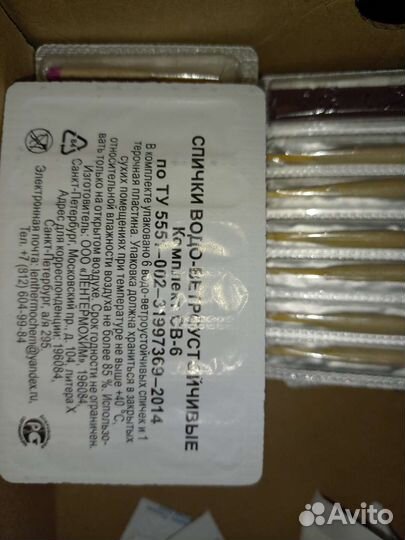 СПИЧКИ ВОДО-ВЕТРОУСТОЙЧИВЫЕ
Комплект СВ-6
по ТУ 5551-002-31997369-2014
В комплекте упаковано 6 водо-ветроустойчивых спичек и 1
терочная пластина. Упаковка должна храниться в закрытых
сухих помещениях при температуре не выше +40 °С
относительной влажности воздуха не более 85 %. Использо-
вать только на открытом воздухе. Срок годности не ограничен.
Изготовитель: ООО "ЛЕНТЕРМОХИМ", 196084,
Санкт-Петербург, Московский пр., д. 104, литера Х
Адрес для корреспонденции: 196084,
Санкт-Петербург, а/я 295
Электронная почта: lenthermochem@yandex.ru,
Тел. +7 (812) 604-99-84
Avito